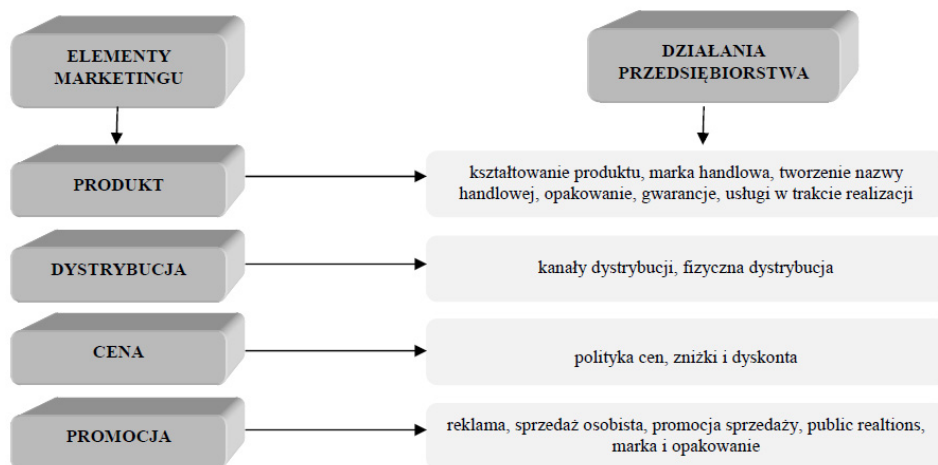 ELEMENTY
MARKETINGU
DZIAŁANIA
PRZEDSIĘBIORSTWA
PRODUKT
kształtowanie produktu, marka handlowa, tworzenie nazwy
handlowej, opakowanie, gwarancje, usługi w trakcie realizacji
DYSTRYBUCJA
kanały dystrybucji, fizyczna dystrybucja
CENA
polityka cen, zniżki i dyskonta
PROMOCJA
reklama, sprzedaż osobista, promocja sprzedaży, public realtions,
marka i opakowanie